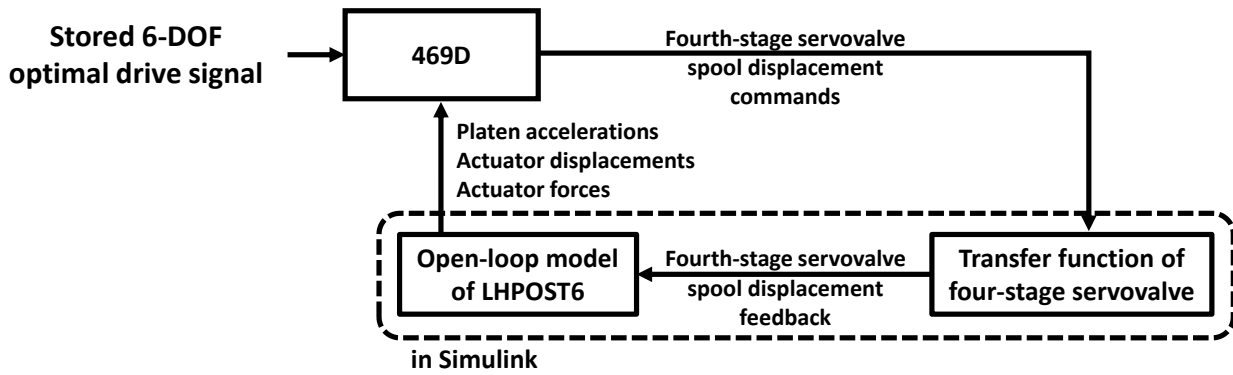 Stored 6-DOF
optimal drive signal
469D
Fourth-stage servovalve
spool displacement
commands
Platen accelerations
Actuator displacements
Actuator forces
Open-loop model
of LHPOST6
Fourth-stage servovalve
spool displacement
feedback
Transfer function of
four-stage servovalve
in Simulink